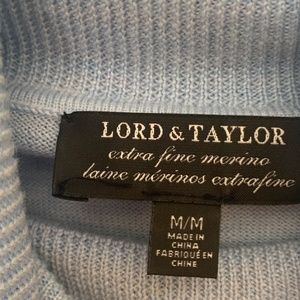 LORD & TAYLOR
extra fine merino
laine mérinos extrafine
M/M
MADE IN
CHINA
FABRIQUÉ EN
CHINE